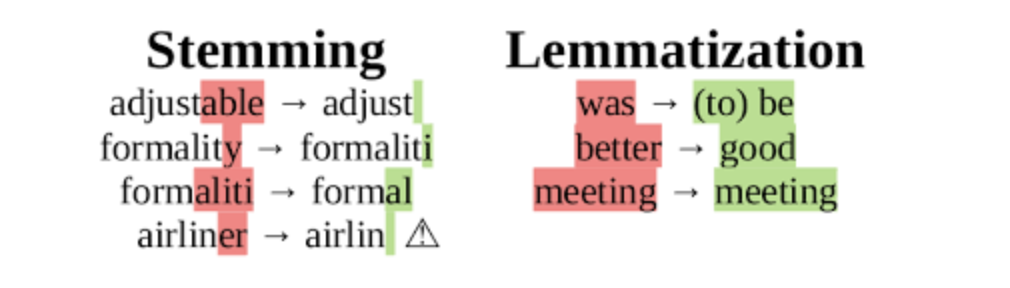 Stemming
adjustable → adjust
formality → formaliti
formaliti → formal
airliner → airlin ⚠
Lemmatization
was → (to) be
better → good
meeting → meeting